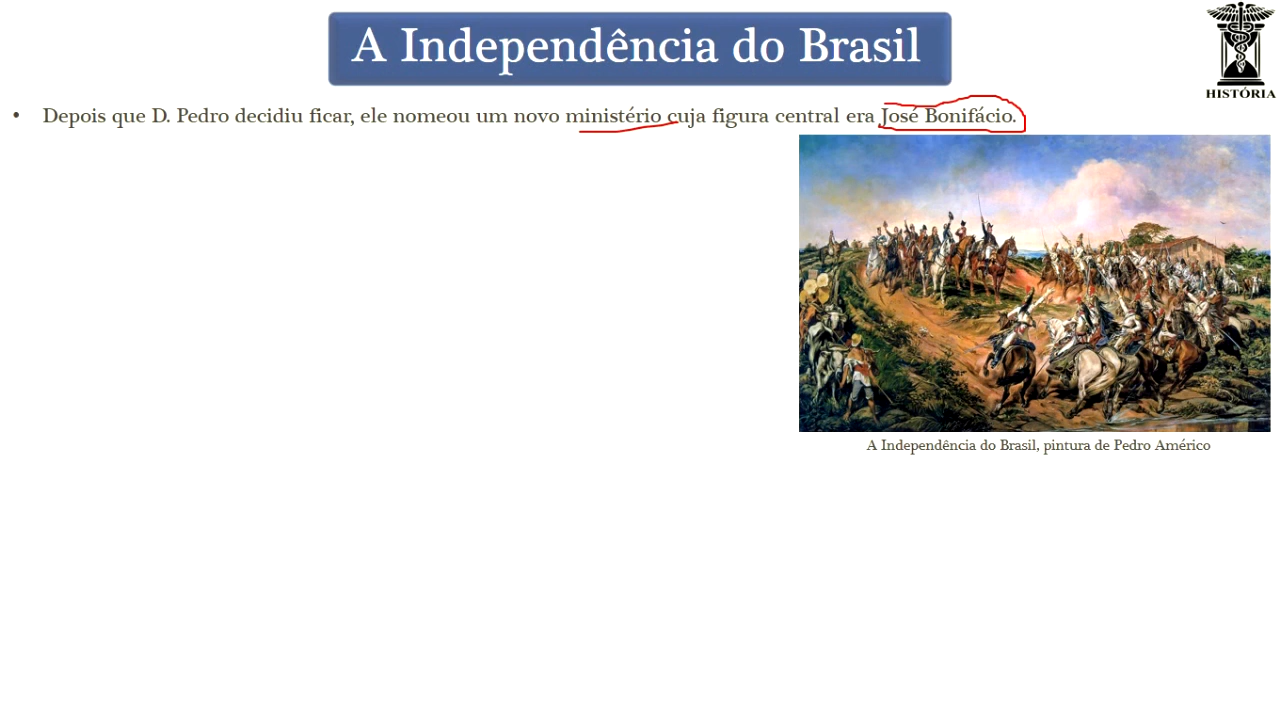 A Independência do Brasil
HISTÓRIA
• Depois que D. Pedro decidiu ficar, ele nomeou um novo ministério cuja figura central era José Bonifácio.
A Independência do Brasil, pintura de Pedro Américo